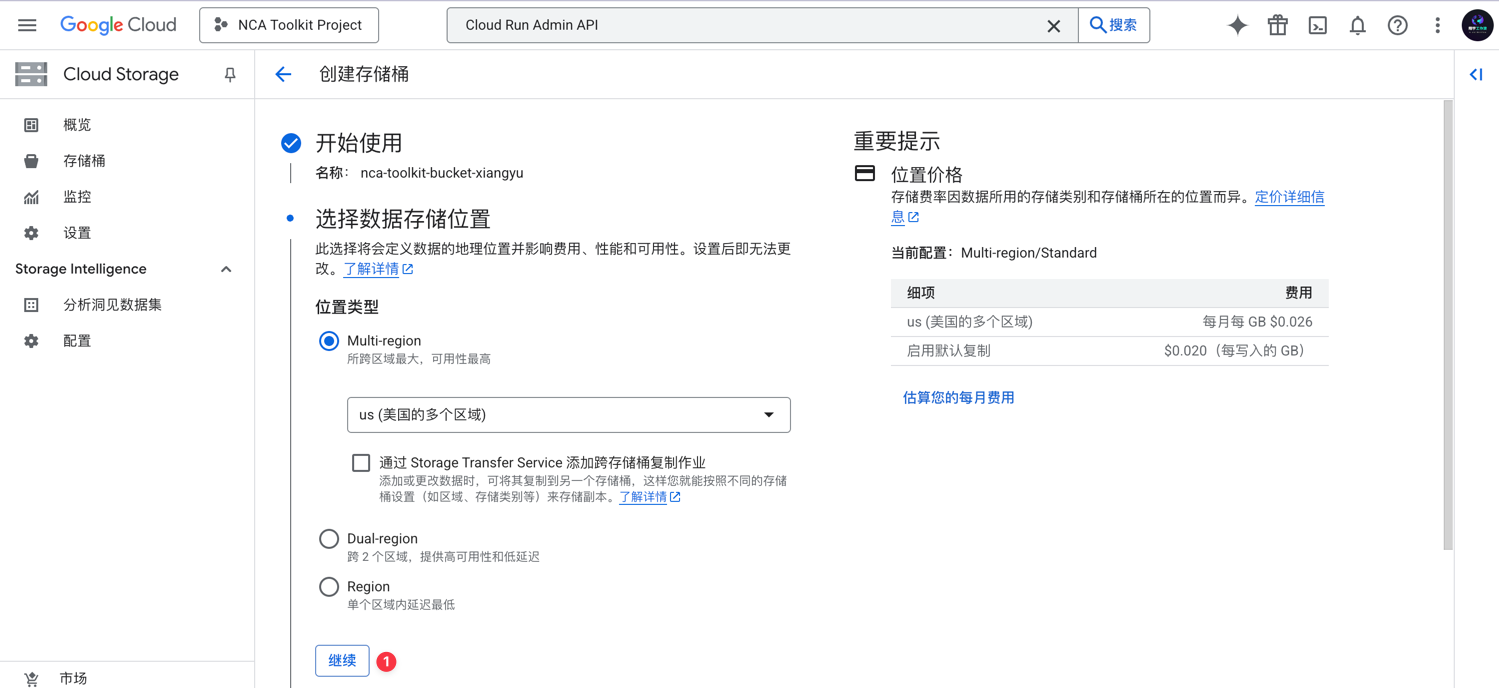 Google Cloud
NCA Toolkit Project
Cloud Run Admin API
搜索
Cloud Storage
创建存储桶
概览
存储桶
监控
设置
Storage Intelligence
分析洞见数据集
配置
市场
开始使用
名称： nca-toolkit-bucket-xiangyu
选择数据存储位置
此选择将会定义数据的地理位置并影响费用、性能和可用性。设置后即无法更
改。了解详情
位置类型
Multi-region
所跨区域最大，可用性最高
us (美国的多个区域)
通过 Storage Transfer Service 添加跨存储桶复制作业
添加或更改数据时，可将其复制到另一个存储桶，这样您就能按照不同的存储
桶设置（如区域、存储类别等）来存储副本。了解详情
Dual-region
跨 2 个区域，提供高可用性和低延迟
Region
单个区域内延迟最低
继续
1
重要提示
位置价格
存储费率因数据所用的存储类别和存储桶所在的位置而异。定价详细信
息
当前配置：Multi-region/Standard
细项 费用
us (美国的多个区域) 每月每 GB $0.026
启用默认复制 $0.020（每写入的 GB）
估算您的每月费用